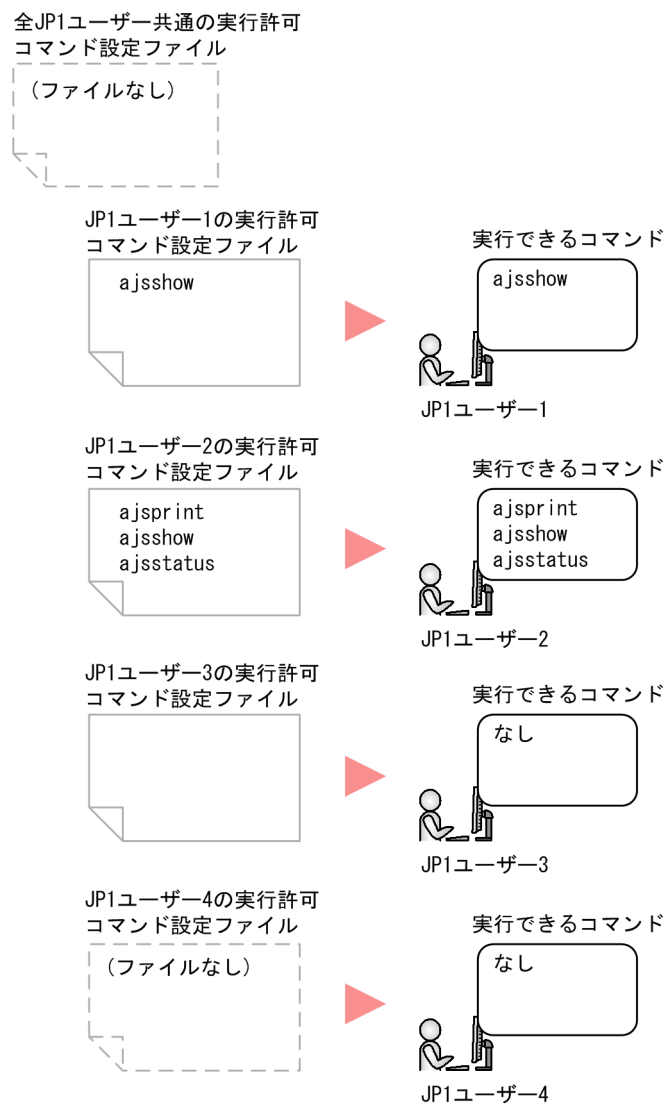 全JP1ユーザー共通の実行許可
コマンド設定ファイル
(ファイルなし)
JP1ユーザー1の実行許可
コマンド設定ファイル
ajsshow
実行できるコマンド
ajsshow
JP1ユーザー1
JP1ユーザー2の実行許可
コマンド設定ファイル
ajsprint
ajsshow
ajsstatus
実行できるコマンド
ajsprint
ajsshow
ajsstatus
JP1ユーザー2
JP1ユーザー3の実行許可
コマンド設定ファイル
実行できるコマンド
なし
JP1ユーザー3
JP1ユーザー4の実行許可
コマンド設定ファイル
(ファイルなし)
実行できるコマンド
なし
JP1ユーザー4